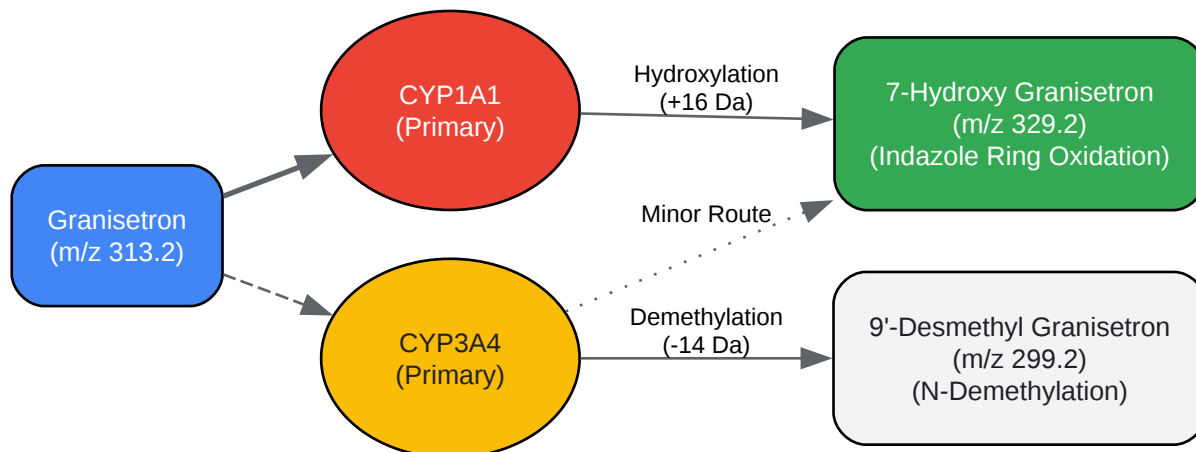 Granisetron
(m/z 313.2)
CYP1A1
(Primary)
Hydroxylation
(+16 Da)
7-Hydroxy Granisetron
(m/z 329.2)
(Indazole Ring Oxidation)
Minor Route
CYP3A4
(Primary)
Demethylation
(-14 Da)
9'-Desmethyl Granisetron
(m/z 299.2)
(N-Demethylation)